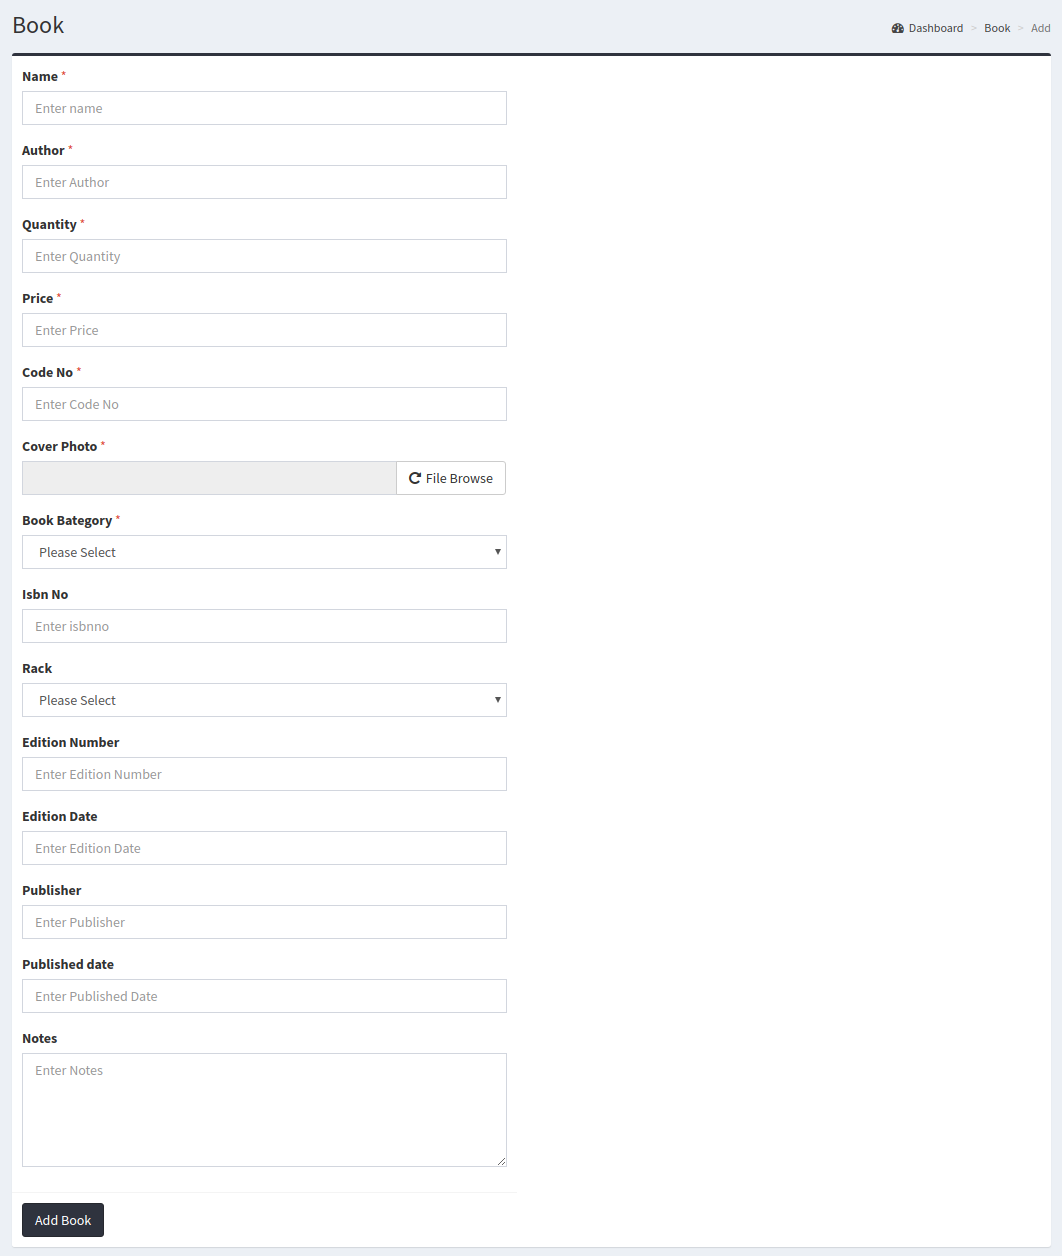 Book
Dashboard > Book > Add
Name *
Enter name
Author *
Enter Author
Quantity *
Enter Quantity
Price *
Enter Price
Code No *
Enter Code No
Cover Photo *
File Browse
Book Bategory *
Please Select
Isbn No
Enter isbnno
Rack
Please Select
Edition Number
Enter Edition Number
Edition Date
Enter Edition Date
Publisher
Enter Publisher
Published date
Enter Published Date
Notes
Enter Notes
Add Book